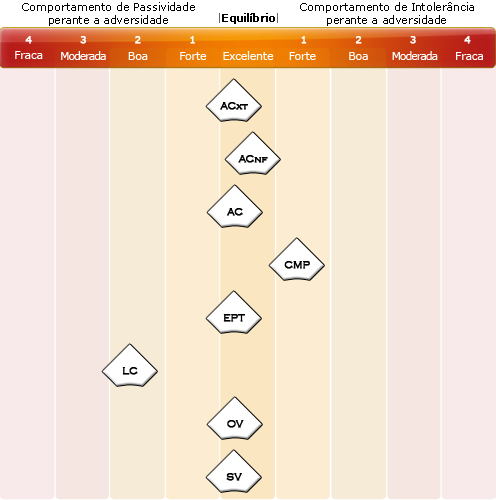 Comportamento de Passividade
perante a adversidade
|Equilíbrio|
Comportamento de Intolerância
perante a adversidade
4 3 2 1 1 2 3 4
Fraca Moderada Boa Forte Excelente Forte Boa Moderada Fraca
ACXT
ACNF
AC
CMP
EPT
LC
OV
SV